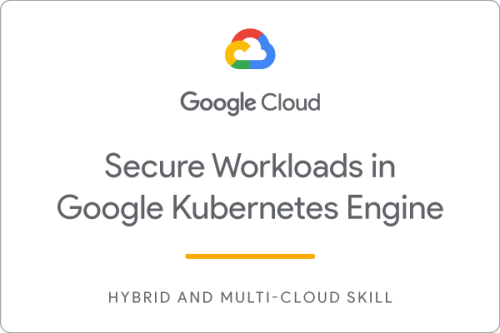 Google Cloud
Secure Workloads in
Google Kubernetes Engine
HYBRID AND MULTI-CLOUD SKILL